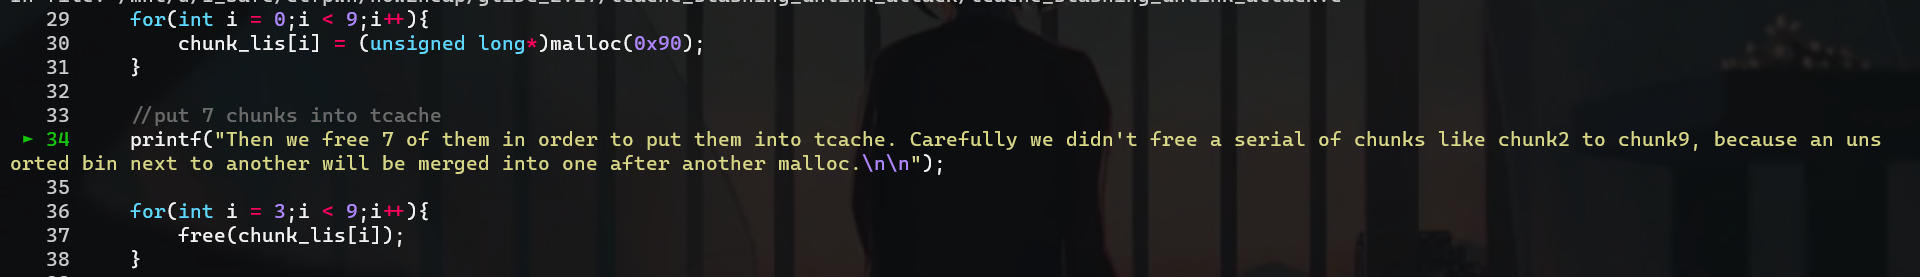 29     for(int i = 0;i < 9;i++){
30         chunk_lis[i] = (unsigned long*)malloc(0x90);
31     }
32
33     //put 7 chunks into tcache
► 34     printf("Then we free 7 of them in order to put them into tcache. Carefully we didn't free a serial of chunks like chunk2 to chunk9, because an uns
orted bin next to another will be merged into one after another malloc.\n\n");
35
36     for(int i = 3;i < 9;i++){
37         free(chunk_lis[i]);
38     }